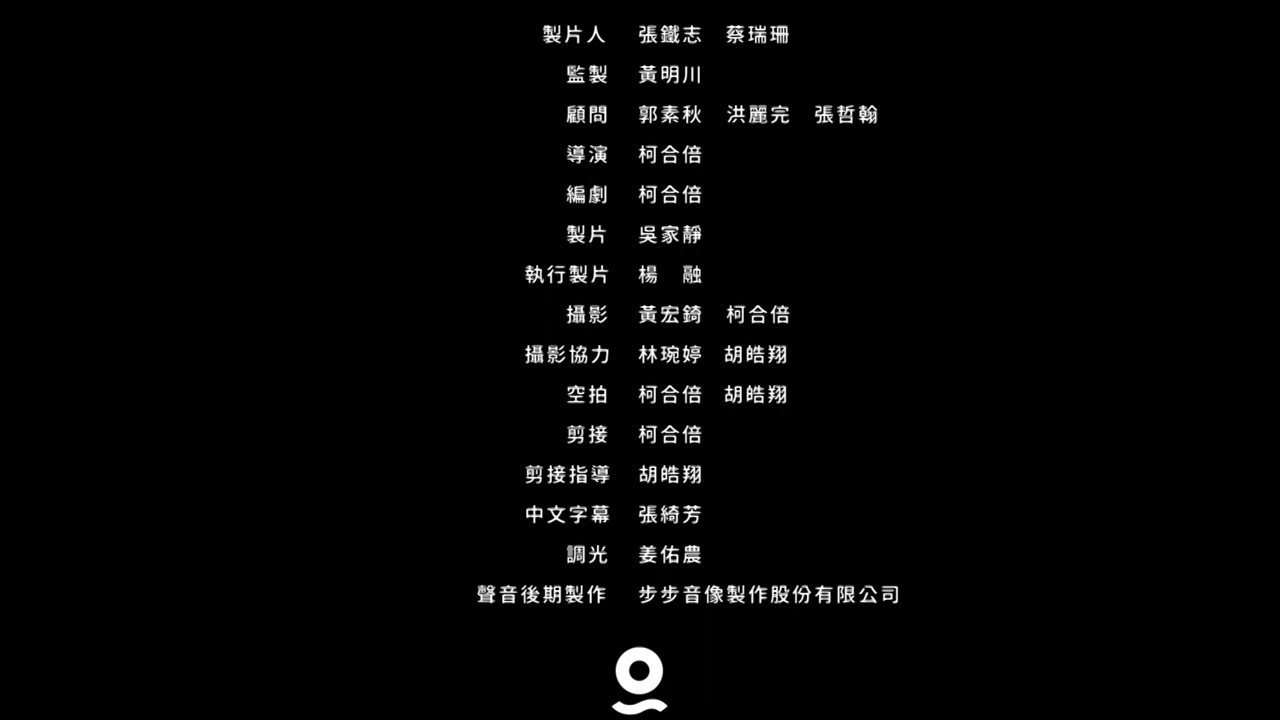 製片人 張鐵志 蔡瑞珊
監製 黃明川
顧問 郭素秋 洪麗完 張哲翰
導演 柯合倍
編劇 柯合倍
製片 吳家靜
執行製片 楊 融
攝影 黃宏錡 柯合倍
攝影協力 林琬婷 胡皓翔
空拍 柯合倍 胡皓翔
剪接 柯合倍
剪接指導 胡皓翔
中文字幕 張綺芳
調光 姜佑農
聲音後期製作 步步音像製作股份有限公司